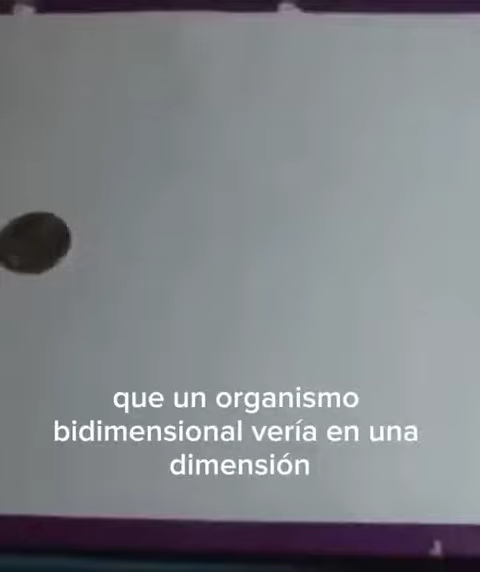 que un organismo
bidimensional vería en una
dimensión